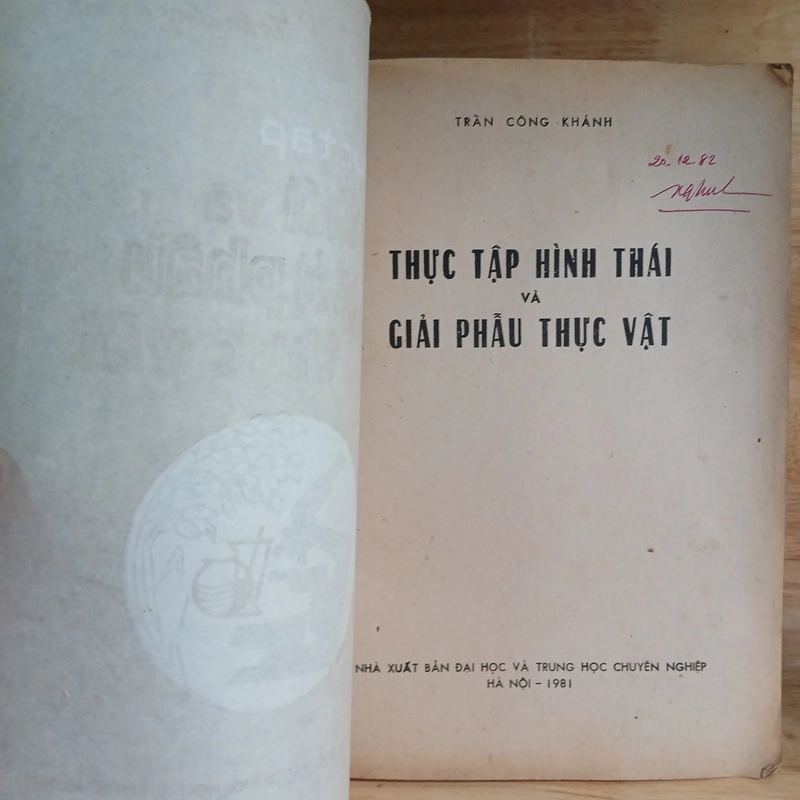 TRẦN CÔNG KHÁNH
20.12.82
THỰC TẬP HÌNH THÁI
VÀ
GIẢI PHẪU THỰC VẬT
NHÀ XUẤT BẢN ĐẠI HỌC VÀ TRUNG HỌC CHUYÊN NGHIỆP
HÀ NỘI - 1981